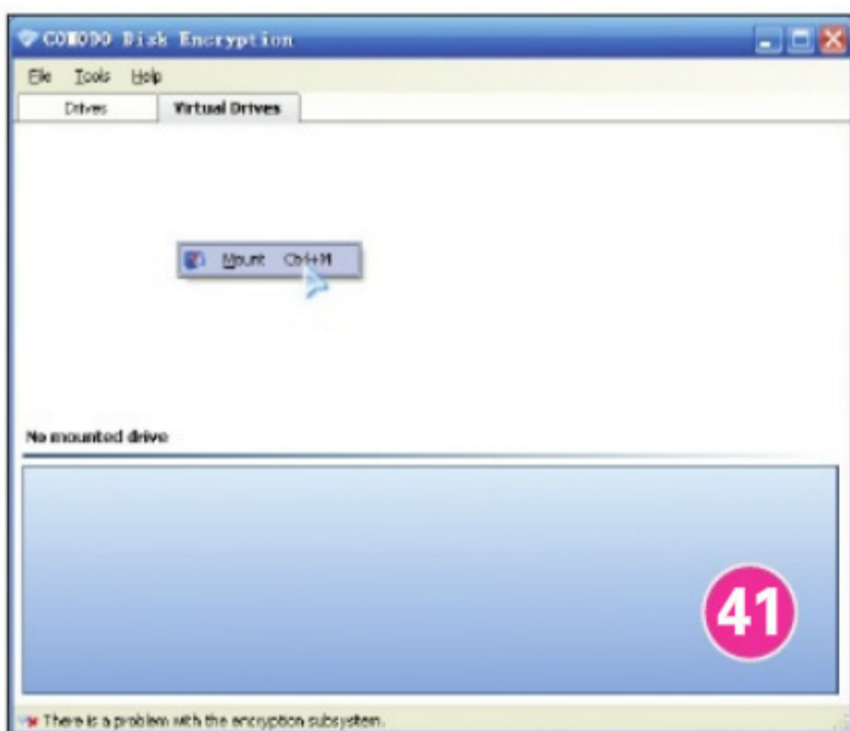 COMODO Disk Encryption
File Tools Help
Drives Virtual Drives
Mount Ctrl+M
No mounted drive
41
There is a problem with the encryption subsystem.